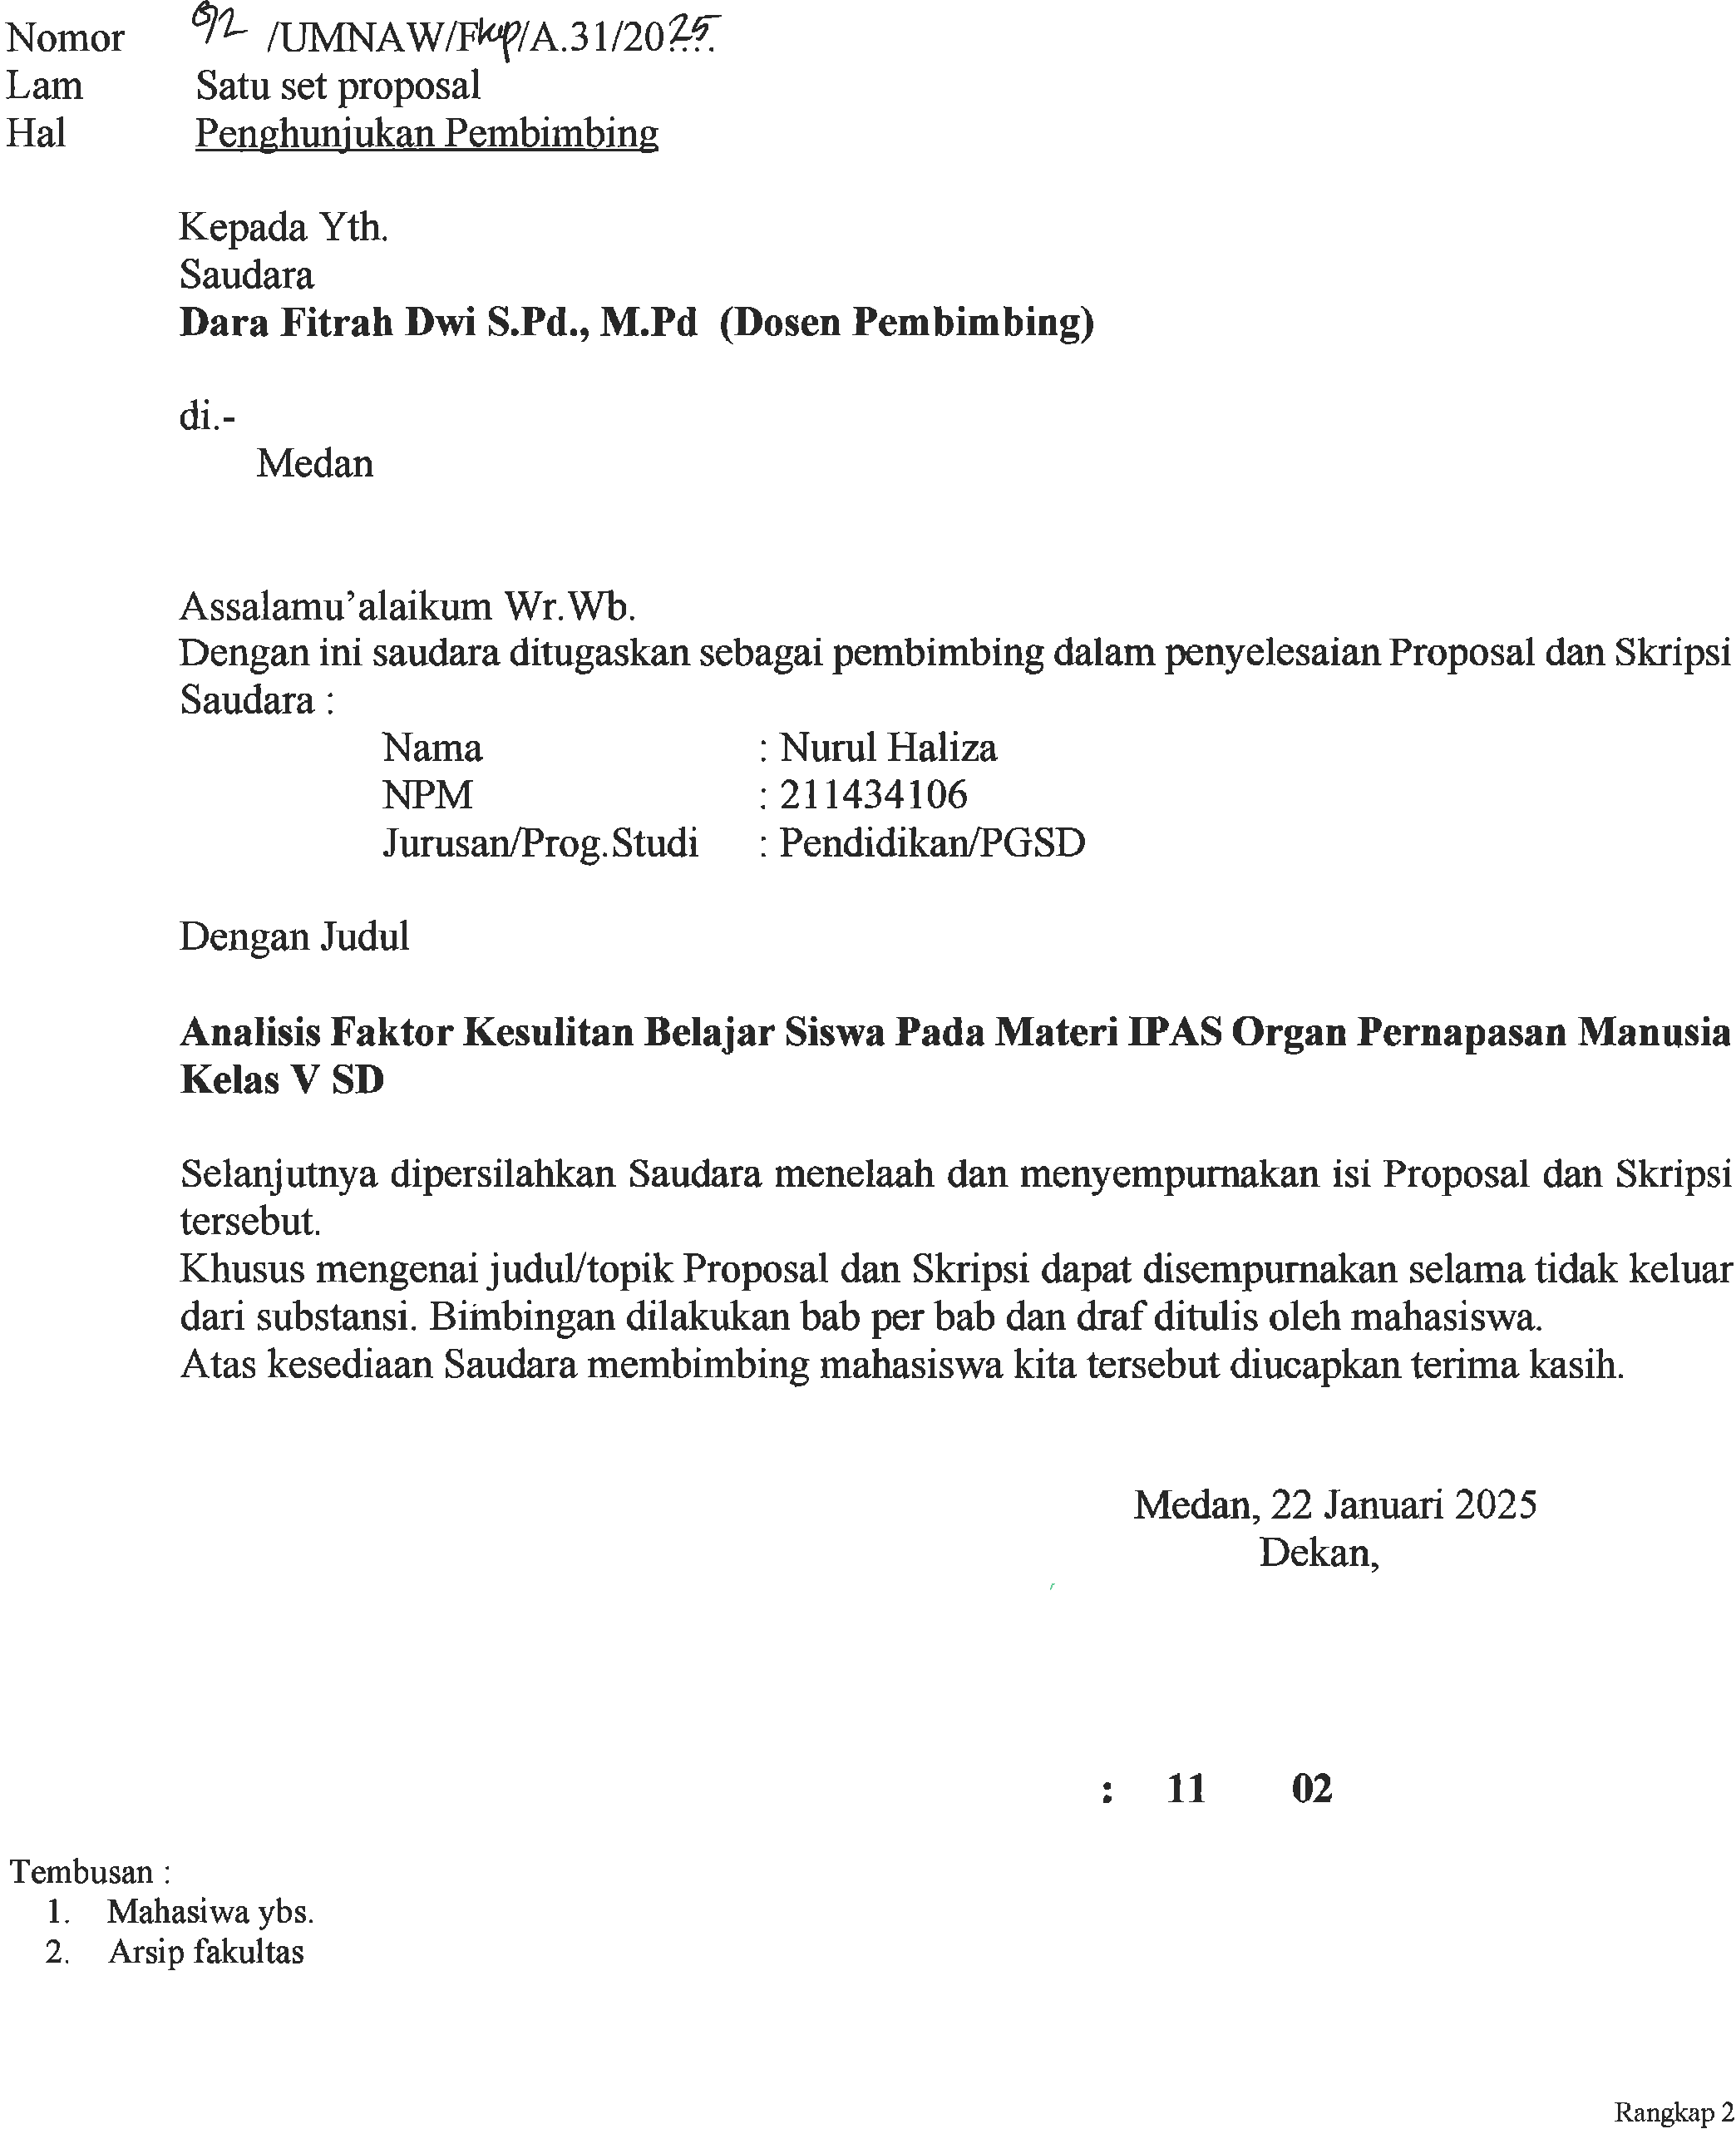 Nomor /UMNAW/Fkip/A.31/2025
Lam Satu set proposal
Hal Penghunjukan Pembimbing
Kepada Yth.
Saudara
Dara Fitrah Dwi S.Pd., M.Pd (Dosen Pembimbing)
di.-
Medan
Assalamu'alaikum Wr.Wb.
Dengan ini saudara ditugaskan sebagai pembimbing dalam penyelesaian Proposal dan Skripsi
Saudara :
Nama : Nurul Haliza
NPM : 211434106
Jurusan/Prog.Studi : Pendidikan/PGSD
Dengan Judul
Analisis Faktor Kesulitan Belajar Siswa Pada Materi IPAS Organ Pernapasan Manusia
Kelas V SD
Selanjutnya dipersilahkan Saudara menelaah dan menyempurnakan isi Proposal dan Skripsi
tersebut.
Khusus mengenai judul/topik Proposal dan Skripsi dapat disempurnakan selama tidak keluar
dari substansi. Bimbingan dilakukan bab per bab dan draf ditulis oleh mahasiswa.
Atas kesediaan Saudara membimbing mahasiswa kita tersebut diucapkan terima kasih.
Medan, 22 Januari 2025
Dekan,
: 11 02
Tembusan :
1. Mahasiwa ybs.
2. Arsip fakultas
Rangkap 2